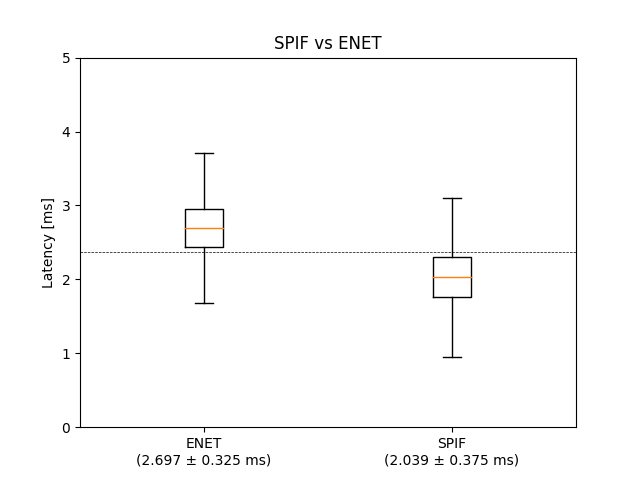 SPIF vs ENET
5
4
3
2
1
0
Latency [ms]
ENET
(2.697 ± 0.325 ms)
SPIF
(2.039 ± 0.375 ms)